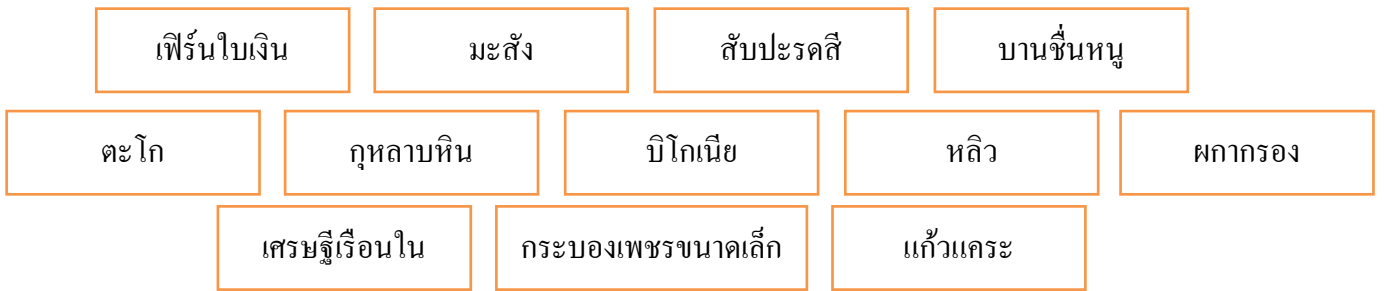 เฟิร์นใบเงิน มะสัง สับปะรดสี บานชื่นหนู
ตะโก กุหลาบหิน บิโกเนีย หลิว ผกากรอง
เศรษฐีเรือนใน กระบองเพชรขนาดเล็ก แก้วแคระ